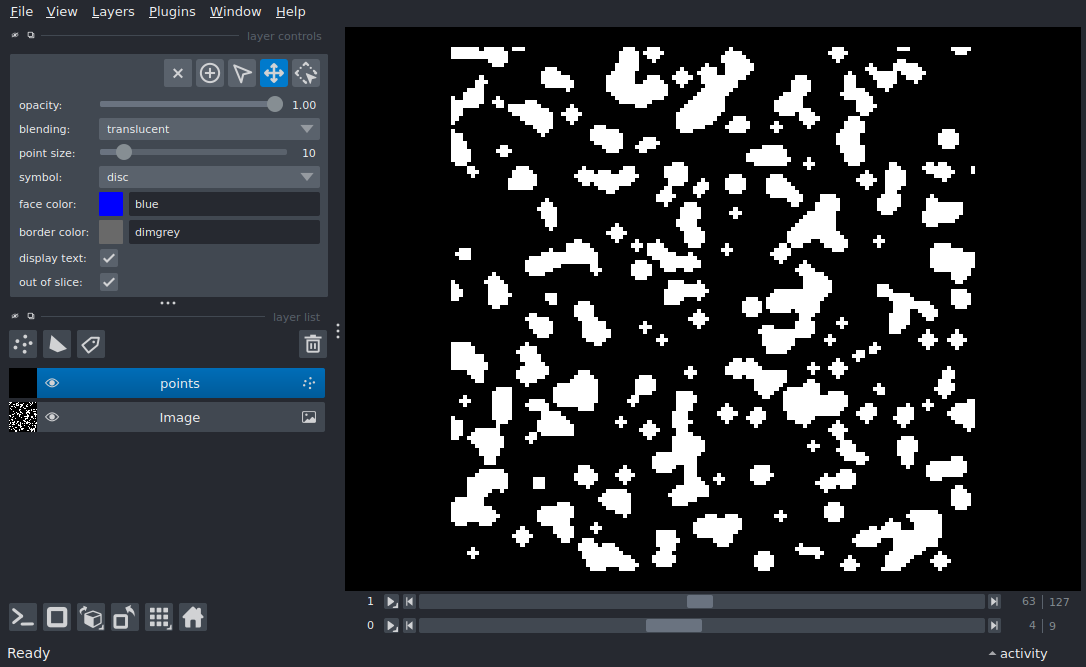 File View Layers Plugins Window Help
layer controls
opacity: 1.00
blending: translucent
point size: 10
symbol: disc
face color: blue
border color: dimgrey
display text:
out of slice:
layer list
points
Image
1 63 127
0 4 9
Ready activity